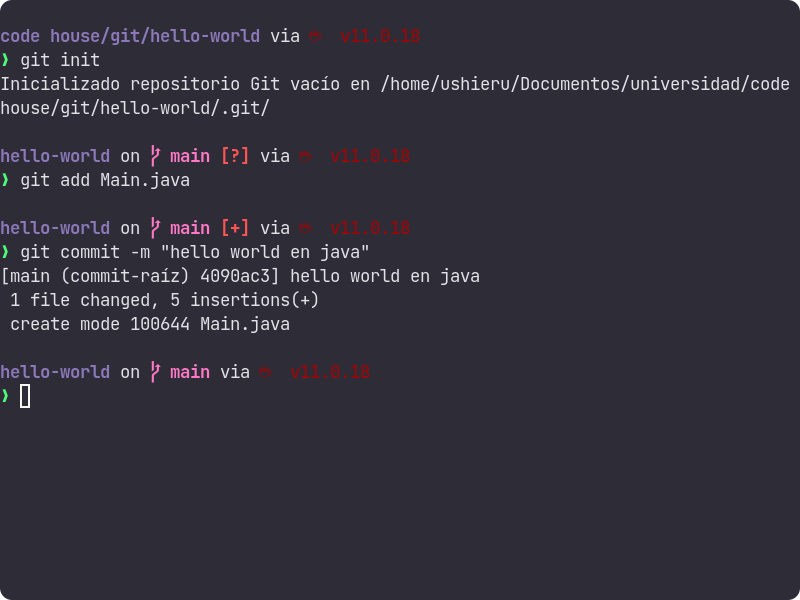 code house/git/hello-world via v11.0.18
❯ git init
Inicializado repositorio Git vacío en /home/ushieru/Documentos/universidad/code
house/git/hello-world/.git/
hello-world on main [?] via v11.0.18
❯ git add Main.java
hello-world on main [+] via v11.0.18
❯ git commit -m "hello world en java"
[main (commit-raíz) 4090ac3] hello world en java
1 file changed, 5 insertions(+)
create mode 100644 Main.java
hello-world on main via v11.0.18
❯